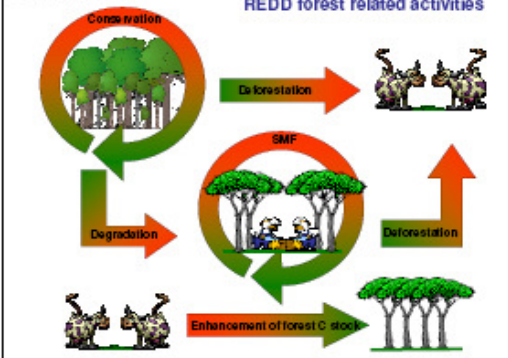 REDD forest related activities
Conservation
Deforestation
SMF
Degradation
Deforestation
Enhancement of forest C stock